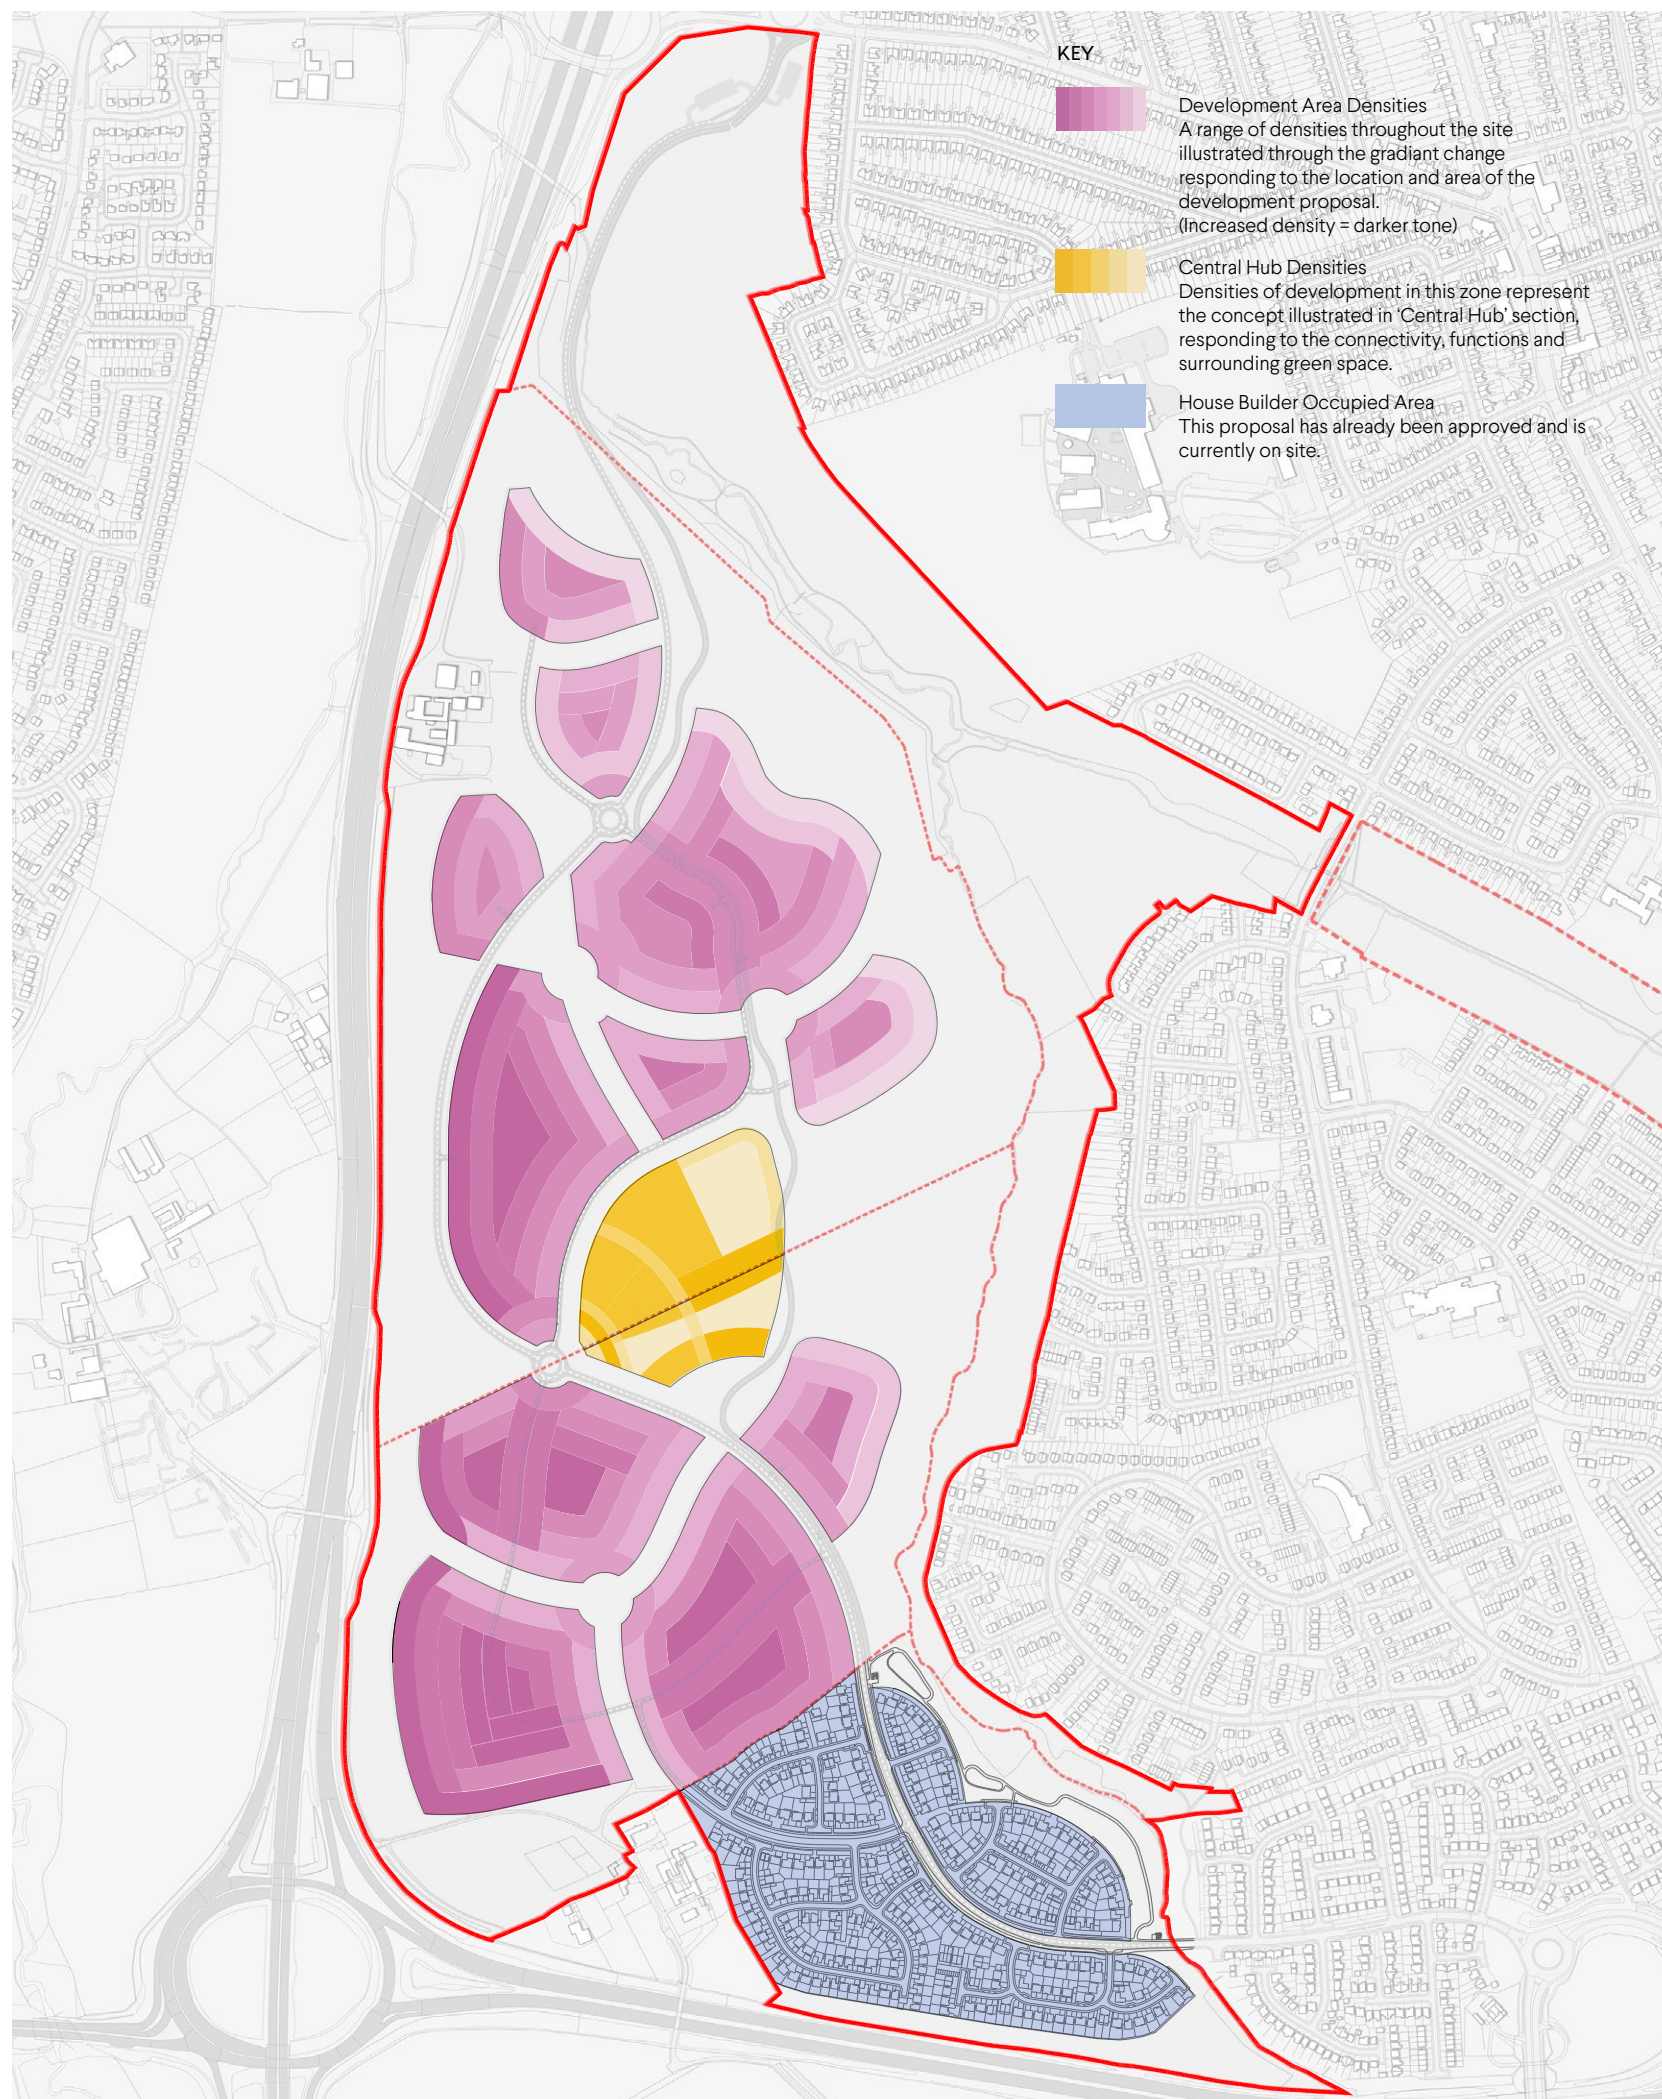 KEY
Development Area Densities
A range of densities throughout the site
illustrated through the gradiant change
responding to the location and area of the
development proposal.
(Increased density = darker tone)
Central Hub Densities
Densities of development in this zone represent
the concept illustrated in ‘Central Hub’ section,
responding to the connectivity, functions and
surrounding green space.
House Builder Occupied Area
This proposal has already been approved and is
currently on site.